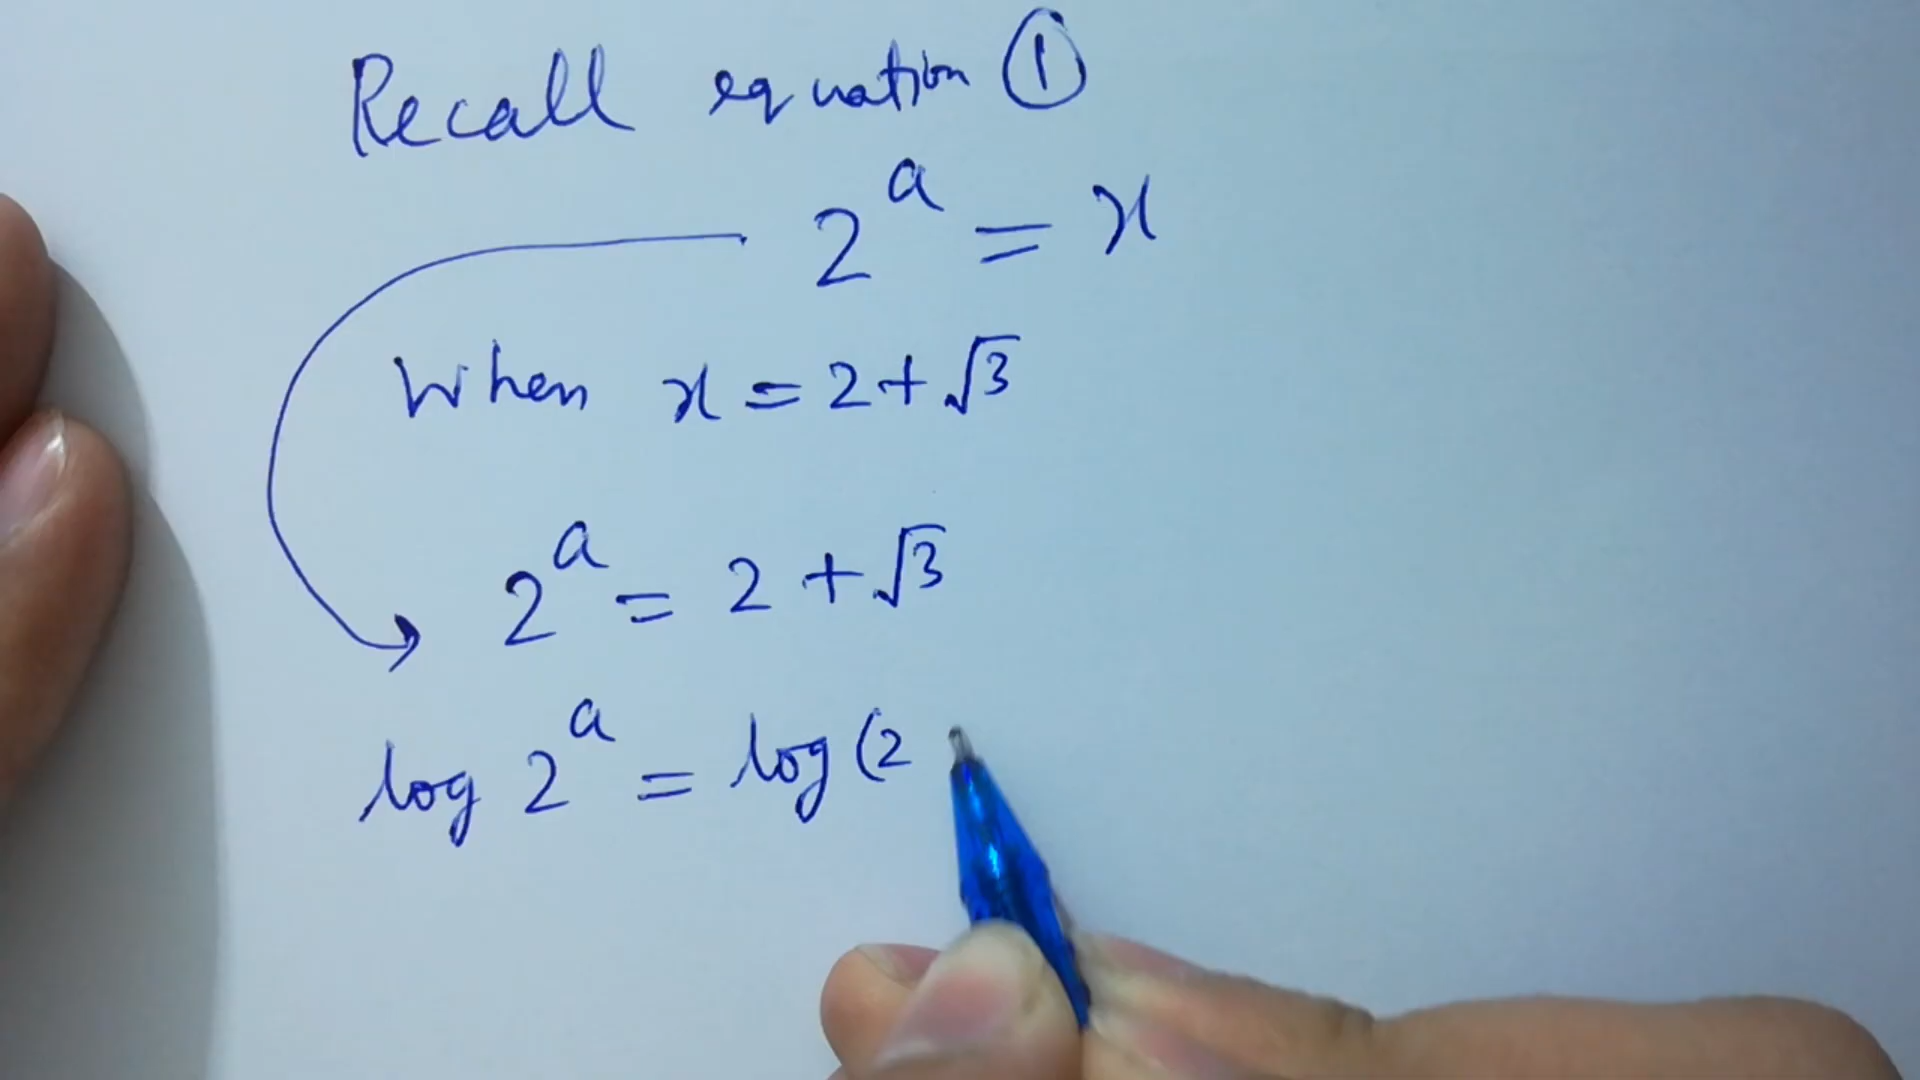 Recall equation ①
2^a = x
When x = 2 + √3
2^a = 2 + √3
log 2^a = log (2